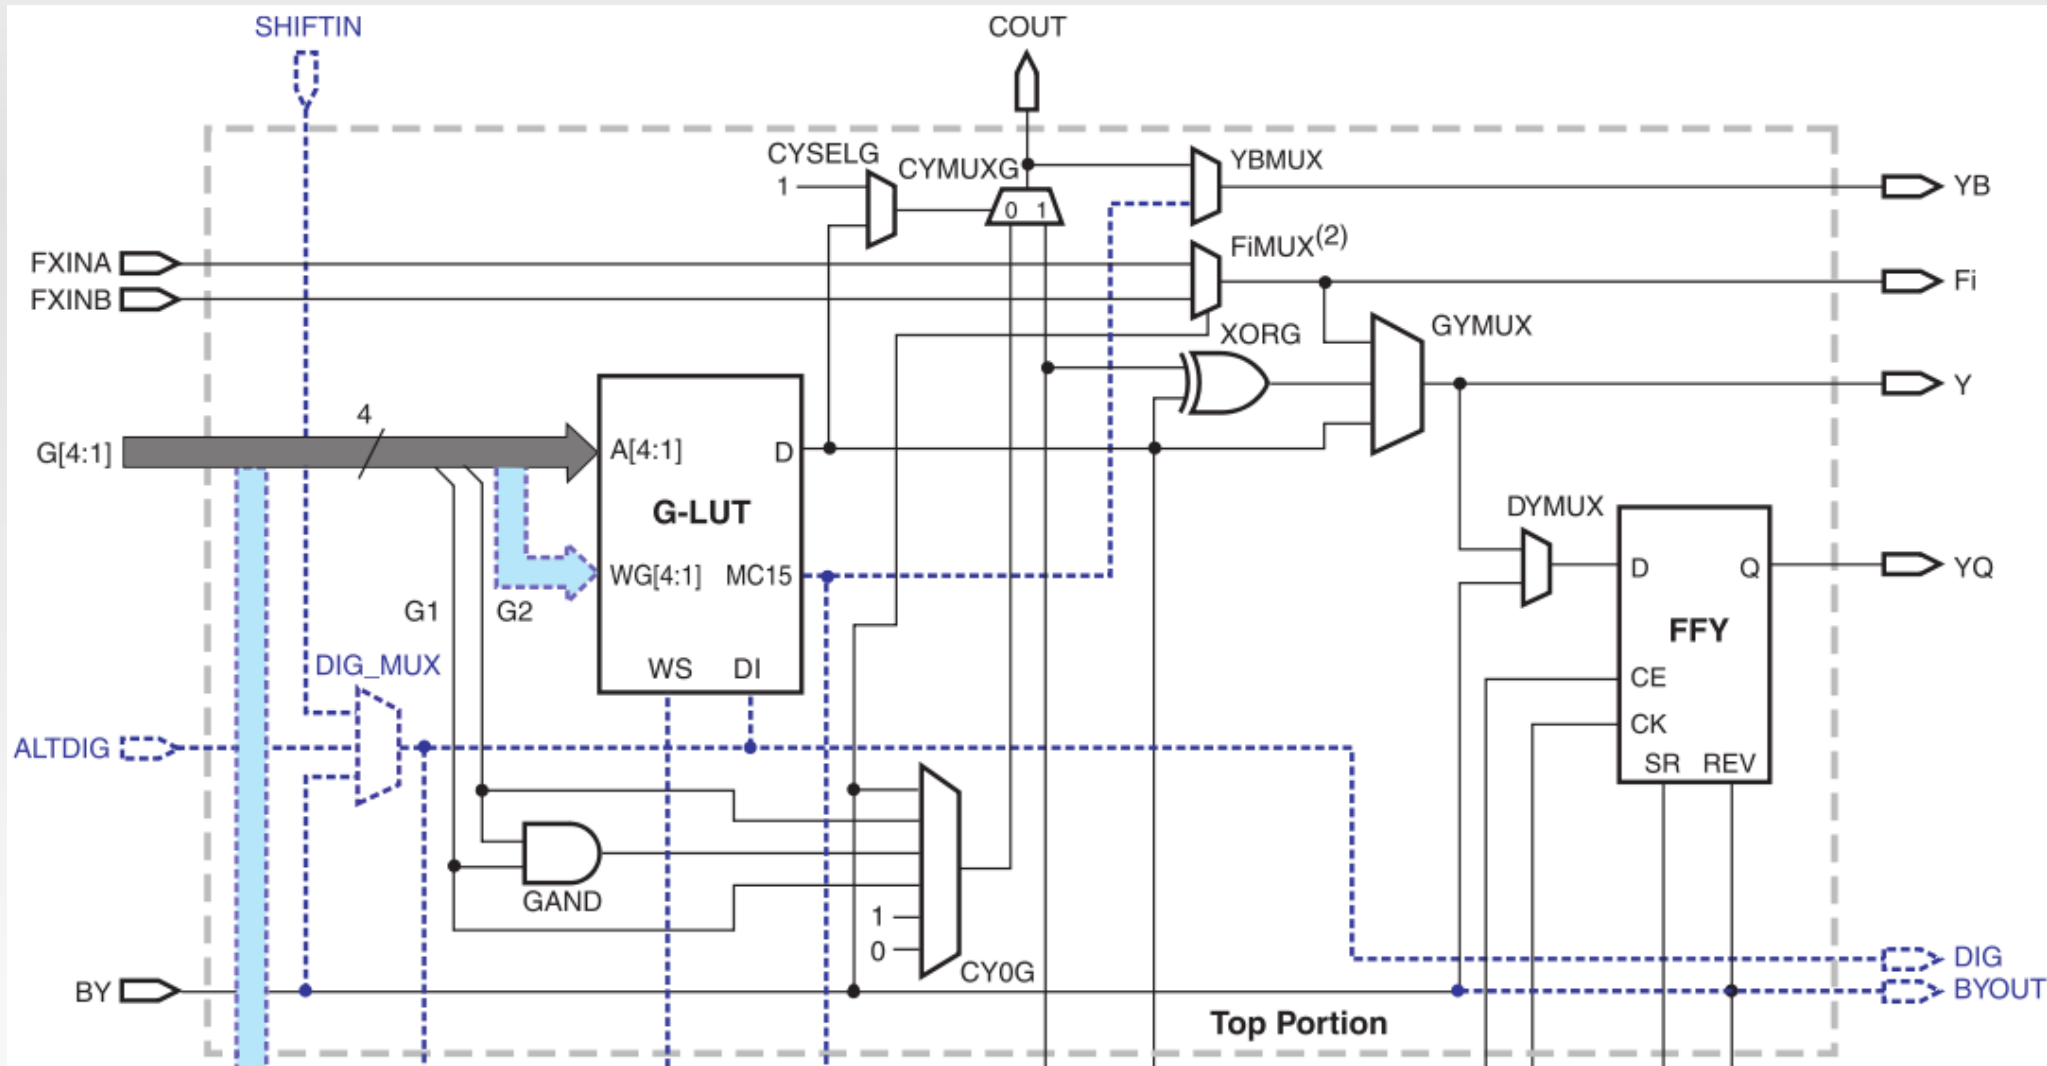 SHIFTIN
COUT
CYSELG
CYMUXG
YBMUX
1
YB
0 1
FiMUX(2)
FXINA
FXINB
Fi
XORG
GYMUX
Y
4
G[4:1]
A[4:1]
D
G-LUT
DYMUX
WG[4:1]
MC15
D
Q
YQ
G1
G2
FFY
WS
DI
DIG_MUX
CE
CK
ALTDIG
SR
REV
GAND
1
0
CY0G
DIG
BY
BYOUT
Top Portion